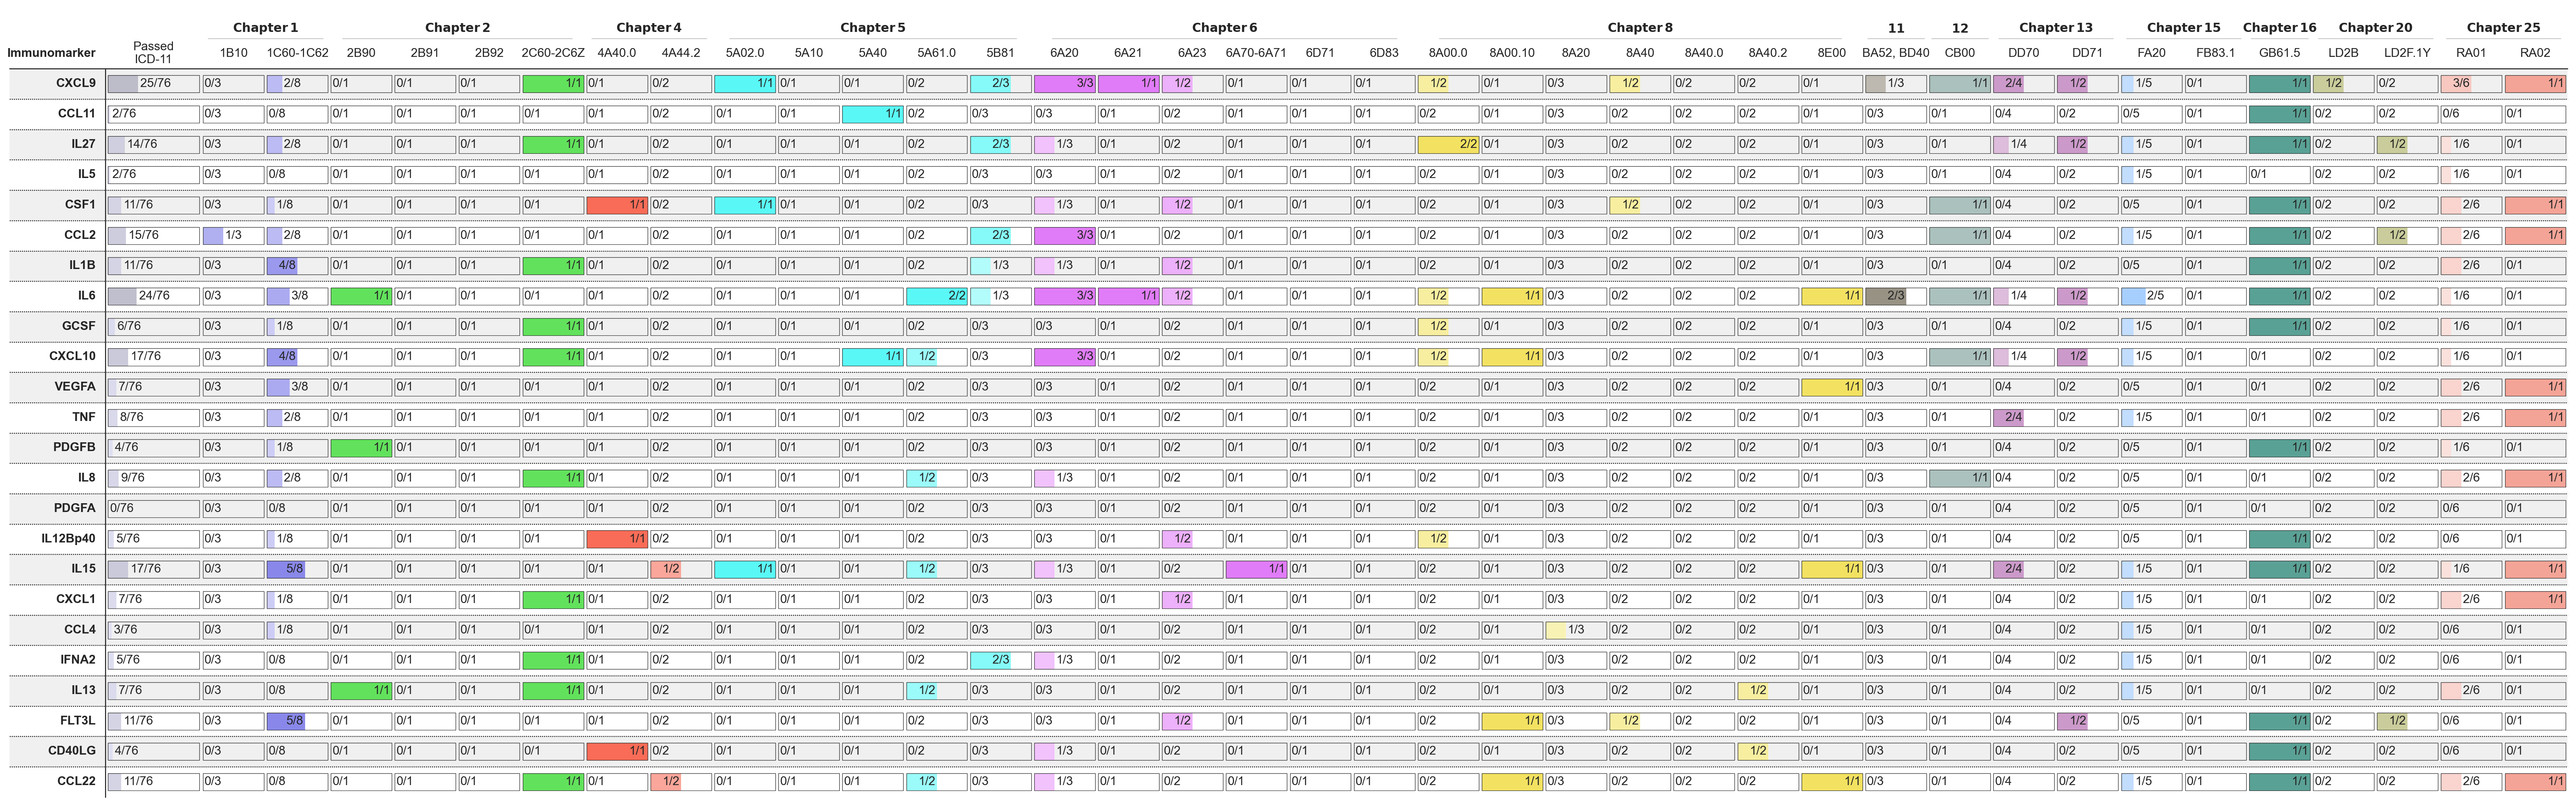 Chapter 1 Chapter 2 Chapter 4 Chapter 5 Chapter 6 Chapter 8 11 12 Chapter 13 Chapter 15 Chapter 16 Chapter 20 Chapter 25
Immunomarker Passed ICD-11 1B10 1C60-1C62 2B90 2B91 2B92 2C60-2C6Z 4A40.0 4A44.2 5A02.0 5A10 5A40 5A61.0 5B81 6A20 6A21 6A23 6A70-6A71 6D71 6D83 8A00.0 8A00.10 8A20 8A40 8A40.0 8A40.2 8E00 BA52, BD40 CB00 DD70 DD71 FA20 FB83.1 GB61.5 LD2B LD2F.1Y RA01 RA02
CXCL9 25/76 0/3 2/8 0/1 0/1 0/1 1/1 0/1 0/2 1/1 0/1 0/1 0/2 2/3 3/3 1/1 1/2 0/1 0/1 0/1 1/2 0/1 0/3 1/2 0/2 0/2 0/1 1/3 1/1 2/4 1/2 1/5 0/1 1/1 1/2 0/2 3/6 1/1
CCL11 2/76 0/3 0/8 0/1 0/1 0/1 0/1 0/1 0/2 0/1 0/1 1/1 0/2 0/3 0/3 0/1 0/2 0/1 0/1 0/1 0/2 0/1 0/3 0/2 0/2 0/2 0/1 0/3 0/1 0/4 0/2 0/5 0/1 1/1 0/2 0/2 0/6 0/1
IL27 14/76 0/3 2/8 0/1 0/1 0/1 1/1 0/1 0/2 0/1 0/1 0/1 0/2 2/3 1/3 0/1 0/2 0/1 0/1 0/1 2/2 0/1 0/3 0/2 0/2 0/2 0/1 0/3 0/1 1/4 1/2 1/5 0/1 1/1 0/2 1/2 1/6 0/1
IL5 2/76 0/3 0/8 0/1 0/1 0/1 0/1 0/1 0/2 0/1 0/1 0/1 0/2 0/3 0/3 0/1 0/2 0/1 0/1 0/1 0/2 0/1 0/3 0/2 0/2 0/2 0/1 0/3 0/1 0/4 0/2 1/5 0/1 0/1 0/2 0/2 1/6 0/1
CSF1 11/76 0/3 1/8 0/1 0/1 0/1 0/1 1/1 0/2 1/1 0/1 0/1 0/2 0/3 1/3 0/1 1/2 0/1 0/1 0/1 0/2 0/1 0/3 1/2 0/2 0/2 0/1 0/3 1/1 0/4 0/2 0/5 0/1 1/1 0/2 0/2 2/6 1/1
CCL2 15/76 1/3 2/8 0/1 0/1 0/1 0/1 0/1 0/2 0/1 0/1 0/1 0/2 2/3 3/3 0/1 0/2 0/1 0/1 0/1 0/2 0/1 0/3 0/2 0/2 0/2 0/1 0/3 1/1 0/4 0/2 1/5 0/1 1/1 0/2 1/2 2/6 1/1
IL1B 11/76 0/3 4/8 0/1 0/1 0/1 1/1 0/1 0/2 0/1 0/1 0/1 0/2 1/3 1/3 0/1 1/2 0/1 0/1 0/1 0/2 0/1 0/3 0/2 0/2 0/2 0/1 0/3 0/1 0/4 0/2 0/5 0/1 1/1 0/2 0/2 2/6 0/1
IL6 24/76 0/3 3/8 1/1 0/1 0/1 0/1 0/1 0/2 0/1 0/1 0/1 2/2 1/3 3/3 1/1 1/2 0/1 0/1 0/1 1/2 1/1 0/3 0/2 0/2 0/2 1/1 2/3 1/1 1/4 1/2 2/5 0/1 1/1 0/2 0/2 1/6 0/1
GCSF 6/76 0/3 1/8 0/1 0/1 0/1 1/1 0/1 0/2 0/1 0/1 0/1 0/2 0/3 0/3 0/1 0/2 0/1 0/1 0/1 1/2 0/1 0/3 0/2 0/2 0/2 0/1 0/3 0/1 0/4 0/2 1/5 0/1 1/1 0/2 0/2 1/6 0/1
CXCL10 17/76 0/3 4/8 0/1 0/1 0/1 1/1 0/1 0/2 0/1 0/1 1/1 1/2 0/3 3/3 0/1 0/2 0/1 0/1 0/1 1/2 1/1 0/3 0/2 0/2 0/2 0/1 0/3 1/1 1/4 1/2 1/5 0/1 0/1 0/2 0/2 1/6 0/1
VEGFA 7/76 0/3 3/8 0/1 0/1 0/1 0/1 0/1 0/2 0/1 0/1 0/1 0/2 0/3 0/3 0/1 0/2 0/1 0/1 0/1 0/2 0/1 0/3 0/2 0/2 0/2 1/1 0/3 0/1 0/4 0/2 0/5 0/1 0/1 0/2 0/2 2/6 1/1
TNF 8/76 0/3 2/8 0/1 0/1 0/1 0/1 0/1 0/2 0/1 0/1 0/1 0/2 0/3 0/3 0/1 0/2 0/1 0/1 0/1 0/2 0/1 0/3 0/2 0/2 0/2 0/1 0/3 0/1 2/4 0/2 1/5 0/1 0/1 0/2 0/2 2/6 1/1
PDGFB 4/76 0/3 1/8 1/1 0/1 0/1 0/1 0/1 0/2 0/1 0/1 0/1 0/2 0/3 0/3 0/1 0/2 0/1 0/1 0/1 0/2 0/1 0/3 0/2 0/2 0/2 0/1 0/3 0/1 0/4 0/2 0/5 0/1 1/1 0/2 0/2 1/6 0/1
IL8 9/76 0/3 2/8 0/1 0/1 0/1 1/1 0/1 0/2 0/1 0/1 0/1 1/2 0/3 1/3 0/1 0/2 0/1 0/1 0/1 0/2 0/1 0/3 0/2 0/2 0/2 0/1 0/3 1/1 0/4 0/2 0/5 0/1 0/1 0/2 0/2 2/6 1/1
PDGFA 0/76 0/3 0/8 0/1 0/1 0/1 0/1 0/1 0/2 0/1 0/1 0/1 0/2 0/3 0/3 0/1 0/2 0/1 0/1 0/1 0/2 0/1 0/3 0/2 0/2 0/2 0/1 0/3 0/1 0/4 0/2 0/5 0/1 0/1 0/2 0/2 0/6 0/1
IL12Bp40 5/76 0/3 1/8 0/1 0/1 0/1 0/1 1/1 0/2 0/1 0/1 0/1 0/2 0/3 0/3 0/1 1/2 0/1 0/1 0/1 1/2 0/1 0/3 0/2 0/2 0/2 0/1 0/3 0/1 0/4 0/2 0/5 0/1 1/1 0/2 0/2 0/6 0/1
IL15 17/76 0/3 5/8 0/1 0/1 0/1 0/1 0/1 1/2 1/1 0/1 0/1 1/2 0/3 1/3 0/1 0/2 1/1 0/1 0/1 0/2 0/1 0/3 0/2 0/2 0/2 1/1 0/3 0/1 2/4 0/2 1/5 0/1 1/1 0/2 0/2 1/6 1/1
CXCL1 7/76 0/3 1/8 0/1 0/1 0/1 1/1 0/1 0/2 0/1 0/1 0/1 0/2 0/3 0/3 0/1 1/2 0/1 0/1 0/1 0/2 0/1 0/3 0/2 0/2 0/2 0/1 0/3 0/1 0/4 0/2 1/5 0/1 0/1 0/2 0/2 2/6 1/1
CCL4 3/76 0/3 1/8 0/1 0/1 0/1 0/1 0/1 0/2 0/1 0/1 0/1 0/2 0/3 0/3 0/1 0/2 0/1 0/1 0/1 0/2 0/1 1/3 0/2 0/2 0/2 0/1 0/3 0/1 0/4 0/2 1/5 0/1 0/1 0/2 0/2 0/6 0/1
IFNA2 5/76 0/3 0/8 0/1 0/1 0/1 1/1 0/1 0/2 0/1 0/1 0/1 0/2 2/3 1/3 0/1 0/2 0/1 0/1 0/1 0/2 0/1 0/3 0/2 0/2 0/2 0/1 0/3 0/1 0/4 0/2 1/5 0/1 0/1 0/2 0/2 0/6 0/1
IL13 7/76 0/3 0/8 1/1 0/1 0/1 1/1 0/1 0/2 0/1 0/1 0/1 1/2 0/3 0/3 0/1 0/2 0/1 0/1 0/1 0/2 0/1 0/3 0/2 0/2 1/2 0/1 0/3 0/1 0/4 0/2 1/5 0/1 0/1 0/2 0/2 2/6 0/1
FLT3L 11/76 0/3 5/8 0/1 0/1 0/1 0/1 0/1 0/2 0/1 0/1 0/1 0/2 0/3 0/3 0/1 1/2 0/1 0/1 0/1 0/2 1/1 0/3 1/2 0/2 0/2 0/1 0/3 0/1 0/4 1/2 0/5 0/1 1/1 0/2 1/2 0/6 0/1
CD40LG 4/76 0/3 0/8 0/1 0/1 0/1 0/1 1/1 0/2 0/1 0/1 0/1 0/2 0/3 1/3 0/1 0/2 0/1 0/1 0/1 0/2 0/1 0/3 0/2 0/2 1/2 0/1 0/3 0/1 0/4 0/2 0/5 0/1 1/1 0/2 0/2 0/6 0/1
CCL22 11/76 0/3 0/8 0/1 0/1 0/1 1/1 0/1 1/2 0/1 0/1 0/1 1/2 0/3 1/3 0/1 0/2 0/1 0/1 0/1 0/2 1/1 0/3 0/2 0/2 0/2 1/1 0/3 0/1 0/4 0/2 1/5 0/1 1/1 0/2 0/2 2/6 1/1